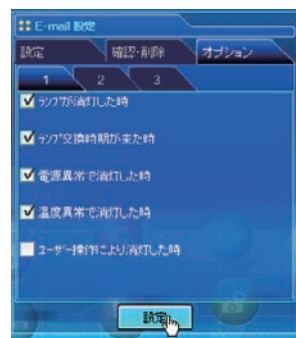 E-mail 設定
設定 確認・削除 オプション
1 2 3
ランプが消灯した時
ランプ交換時期が来た時
電源異常で消灯した時
温度異常で消灯した時
ユーザー操作により消灯した時
設定